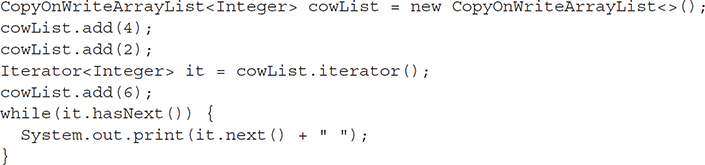 CopyOnWriteArrayList<Integer> cowList = new CopyOnWriteArrayList<>();
cowList.add(4);
cowList.add(2);
Iterator<Integer> it = cowList.iterator();
cowList.add(6);
while(it.hasNext()) {
  System.out.print(it.next() + " ");
}